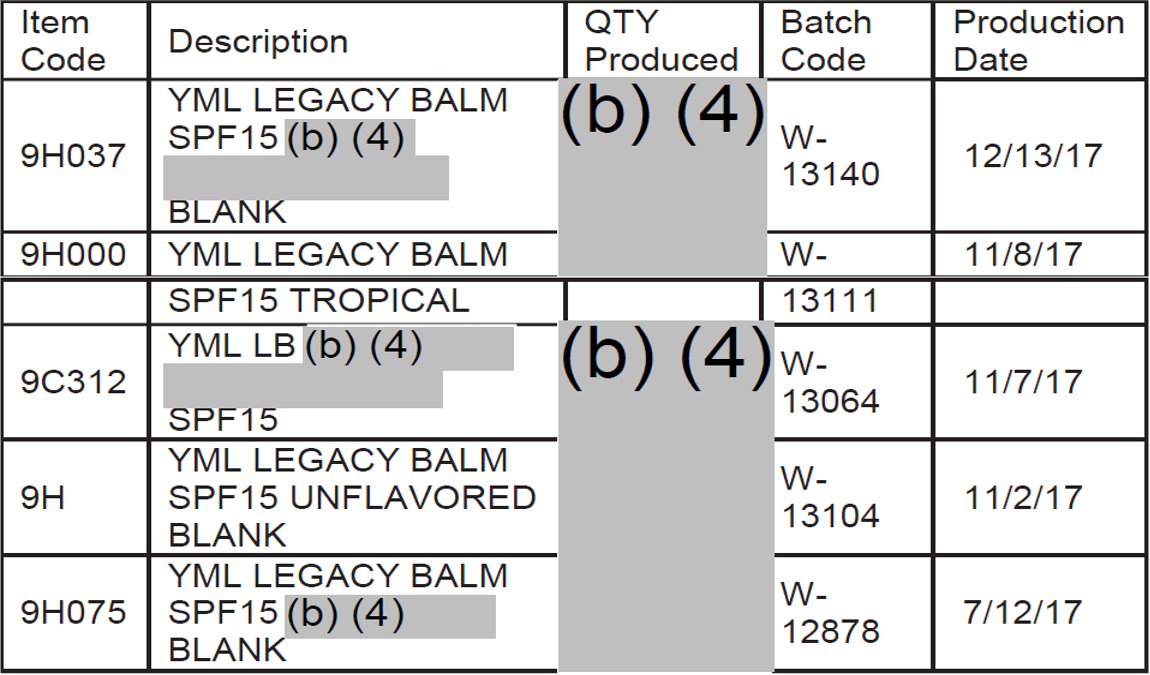 Item Code Description QTY Produced Batch Code Production Date
9H037 YML LEGACY BALM SPF15 (b) (4) BLANK (b) (4) W-13140 12/13/17
9H000 YML LEGACY BALM W- 11/8/17
SPF15 TROPICAL 13111
9C312 YML LB (b) (4) SPF15 (b) (4) W-13064 11/7/17
9H YML LEGACY BALM SPF15 UNFLAVORED BLANK W-13104 11/2/17
9H075 YML LEGACY BALM SPF15 (b) (4) BLANK W-12878 7/12/17